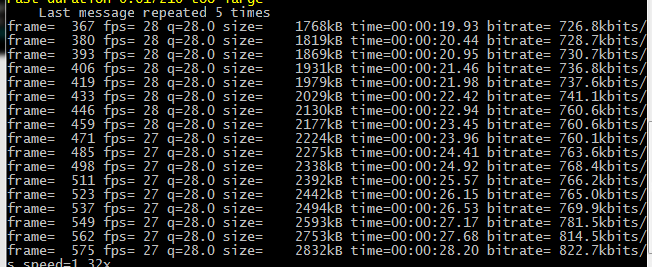 Past duration 0.617210 too large
Last message repeated 5 times
frame=  367 fps= 28 q=28.0 size=    1768kB time=00:00:19.93 bitrate= 726.8kbits/
frame=  380 fps= 28 q=28.0 size=    1819kB time=00:00:20.44 bitrate= 728.7kbits/
frame=  393 fps= 28 q=28.0 size=    1869kB time=00:00:20.95 bitrate= 730.7kbits/
frame=  406 fps= 28 q=28.0 size=    1931kB time=00:00:21.46 bitrate= 736.8kbits/
frame=  419 fps= 28 q=28.0 size=    1979kB time=00:00:21.98 bitrate= 737.6kbits/
frame=  433 fps= 28 q=28.0 size=    2029kB time=00:00:22.42 bitrate= 741.1kbits/
frame=  446 fps= 28 q=28.0 size=    2130kB time=00:00:22.94 bitrate= 760.6kbits/
frame=  459 fps= 28 q=28.0 size=    2177kB time=00:00:23.45 bitrate= 760.6kbits/
frame=  471 fps= 27 q=28.0 size=    2224kB time=00:00:23.96 bitrate= 760.1kbits/
frame=  485 fps= 27 q=28.0 size=    2275kB time=00:00:24.41 bitrate= 763.6kbits/
frame=  498 fps= 27 q=28.0 size=    2338kB time=00:00:24.92 bitrate= 768.4kbits/
frame=  511 fps= 27 q=28.0 size=    2392kB time=00:00:25.57 bitrate= 766.2kbits/
frame=  523 fps= 27 q=28.0 size=    2442kB time=00:00:26.15 bitrate= 765.0kbits/
frame=  537 fps= 27 q=28.0 size=    2494kB time=00:00:26.53 bitrate= 769.9kbits/
frame=  549 fps= 27 q=28.0 size=    2593kB time=00:00:27.17 bitrate= 781.5kbits/
frame=  562 fps= 27 q=28.0 size=    2753kB time=00:00:27.68 bitrate= 814.5kbits/
frame=  575 fps= 27 q=28.0 size=    2832kB time=00:00:28.20 bitrate= 822.7kbits/
s speed=1.32x